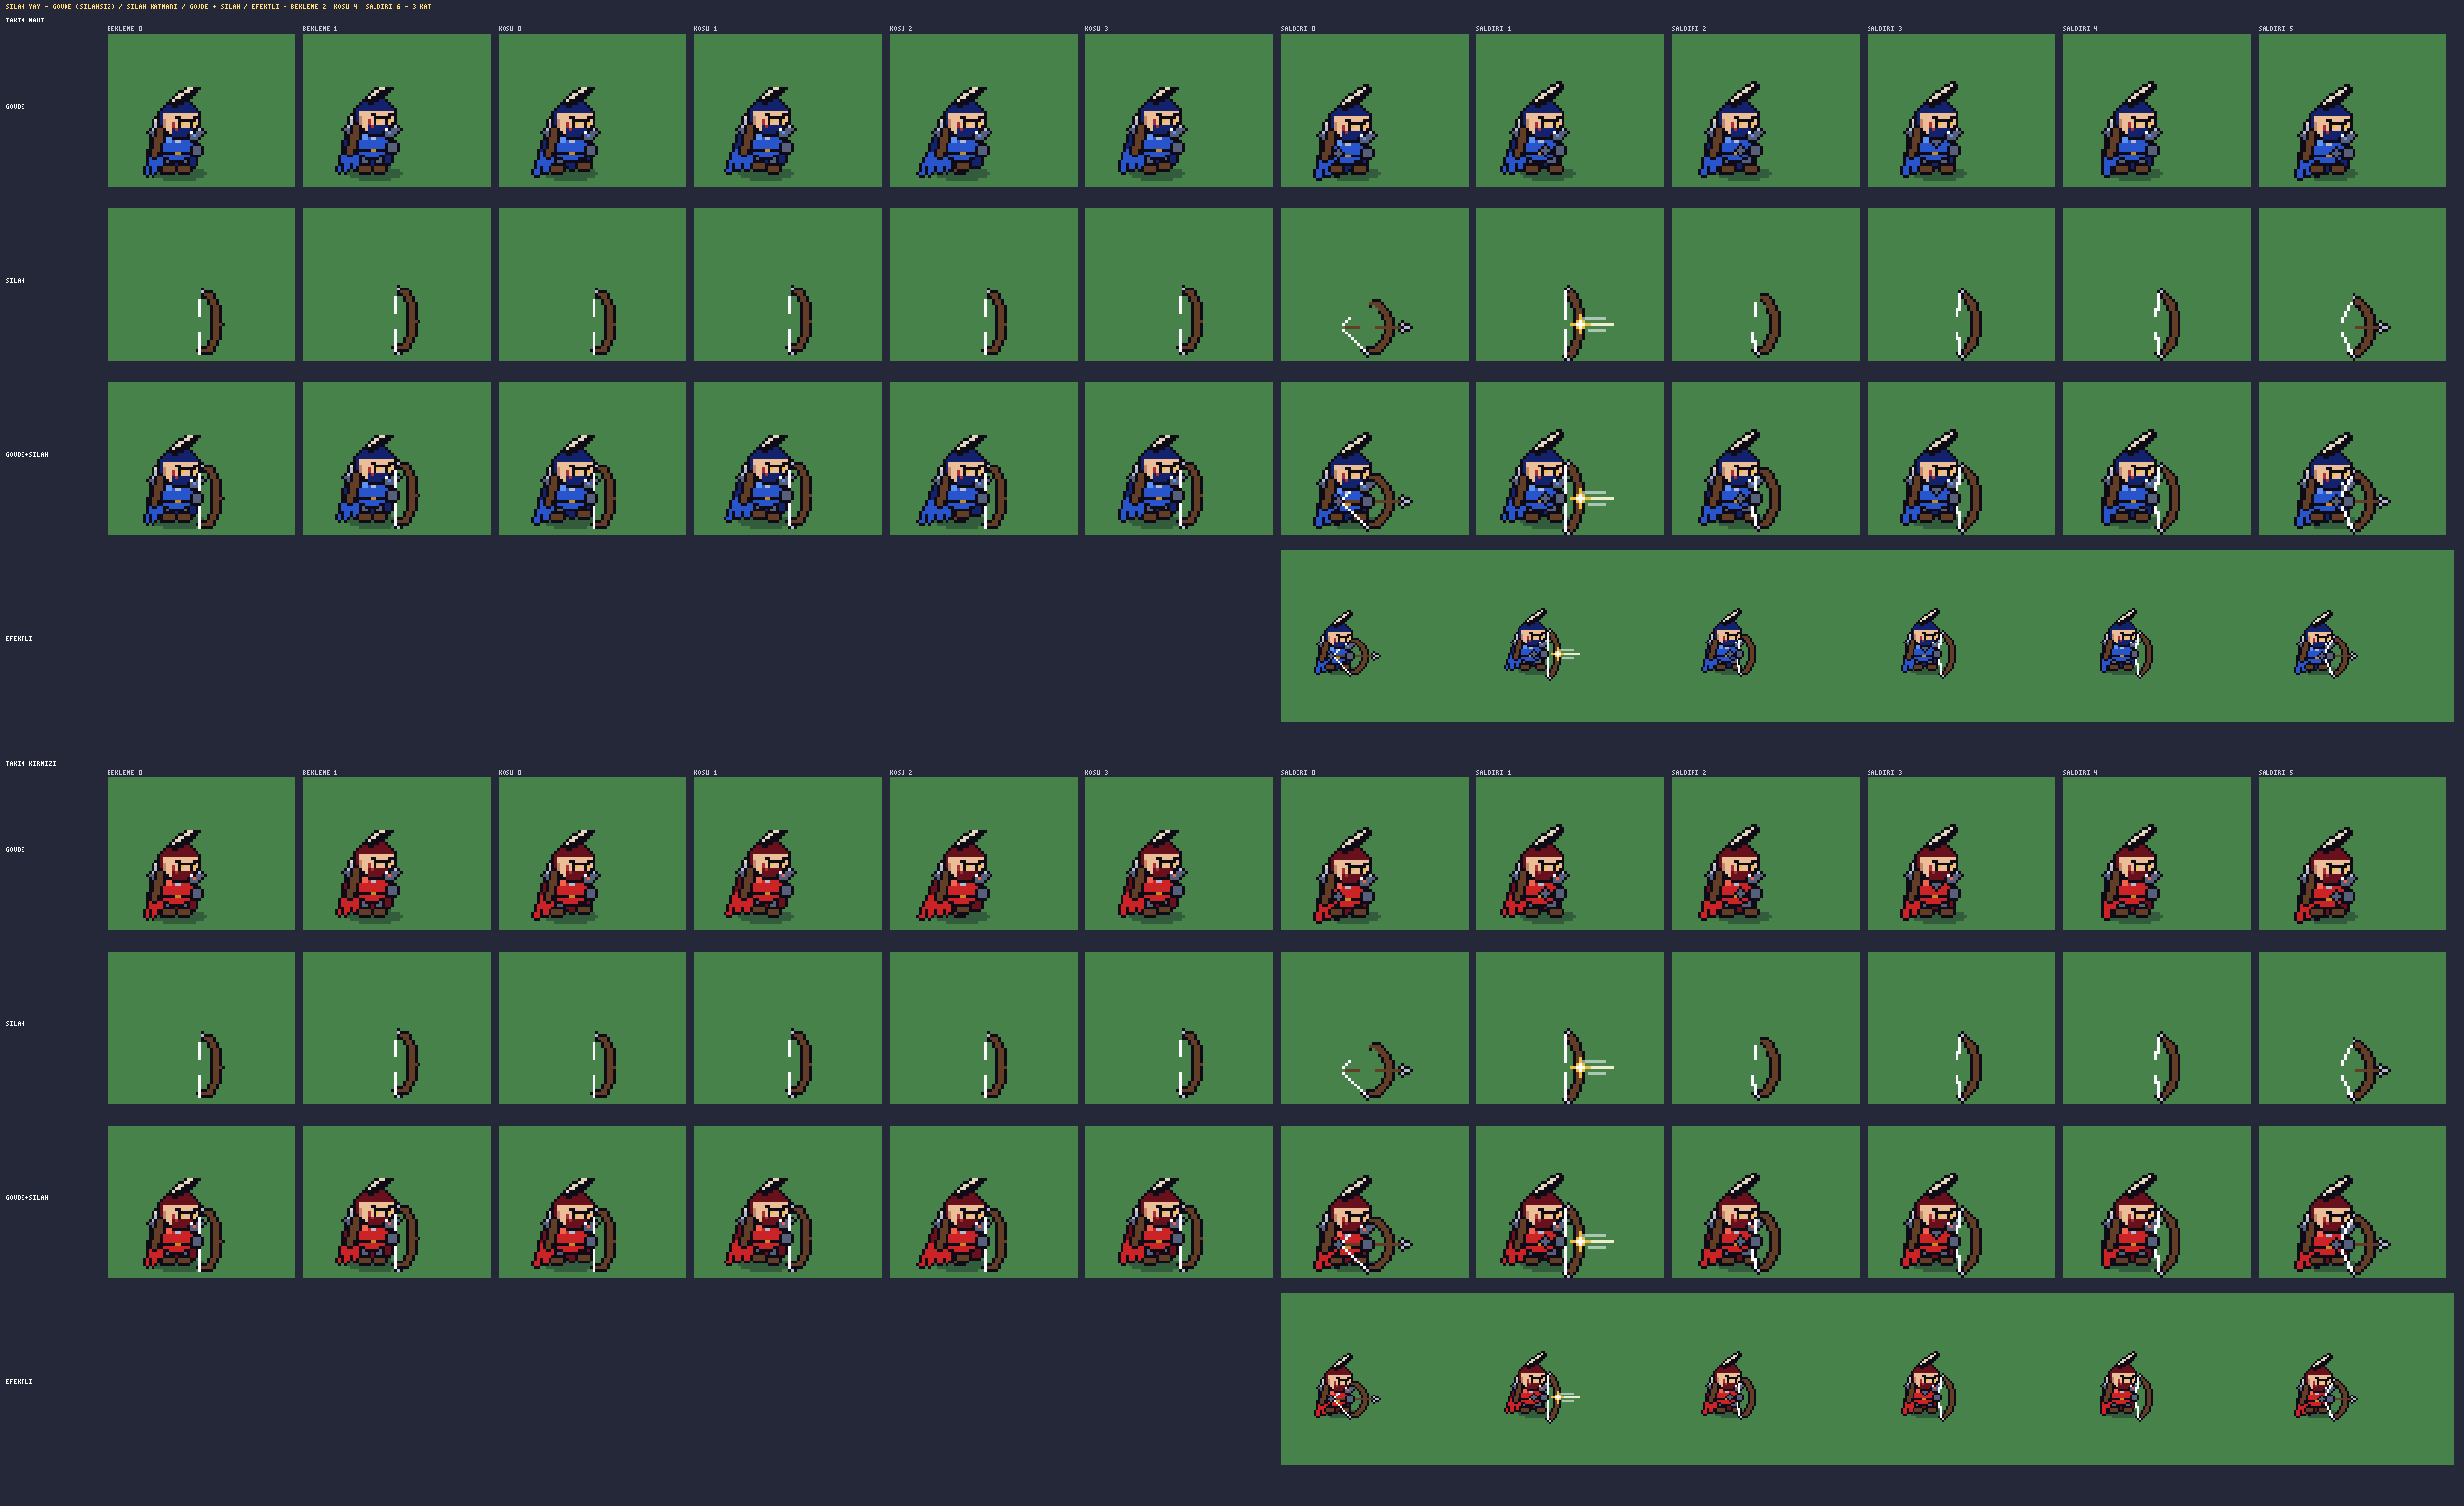 SILAH YAY - GOVDE (SILAHSIZ) / SILAH KATMANI / GOVDE + SILAH / EFEKTLI - BEKLEME 2  KOSU 4  SALDIRI 6 - 3 KAT
TAKIM MAVI
BEKLEME 0 BEKLEME 1 KOSU 0 KOSU 1 KOSU 2 KOSU 3 SALDIRI 0 SALDIRI 1 SALDIRI 2 SALDIRI 3 SALDIRI 4 SALDIRI 5
GOVDE
SILAH
GOVDE+SILAH
EFEKTLI
TAKIM KIRMIZI
BEKLEME 0 BEKLEME 1 KOSU 0 KOSU 1 KOSU 2 KOSU 3 SALDIRI 0 SALDIRI 1 SALDIRI 2 SALDIRI 3 SALDIRI 4 SALDIRI 5
GOVDE
SILAH
GOVDE+SILAH
EFEKTLI